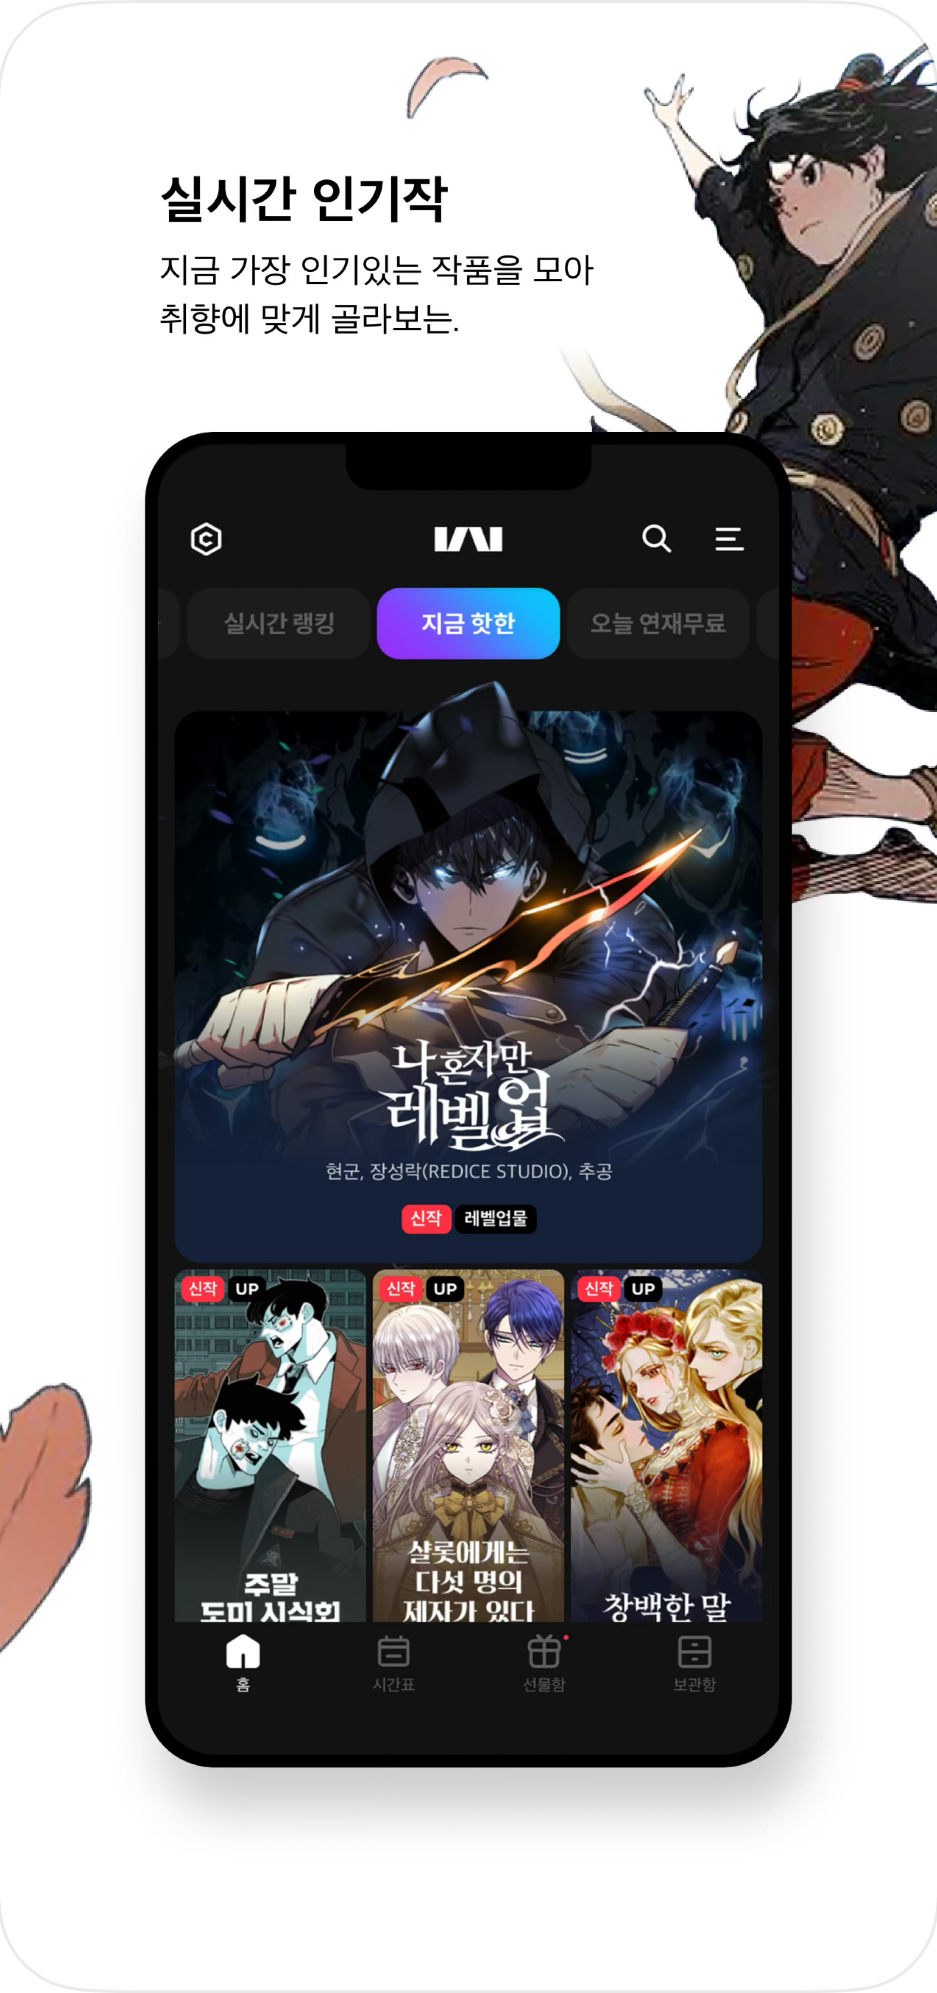 실시간 인기작
지금 가장 인기있는 작품을 모아
취향에 맞게 골라보는.
실시간 랭킹
지금 핫한
오늘 연재무료
나 혼자만
레벨업
현군, 장성락(REDICE STUDIO), 추공
신작 레벨업물
신작 UP
신작 UP
신작 UP
주말
도미 시식회
샬롯에게는
다섯 명의
제자가 있다
창백한 말
홈
시간표
선물함
보관함